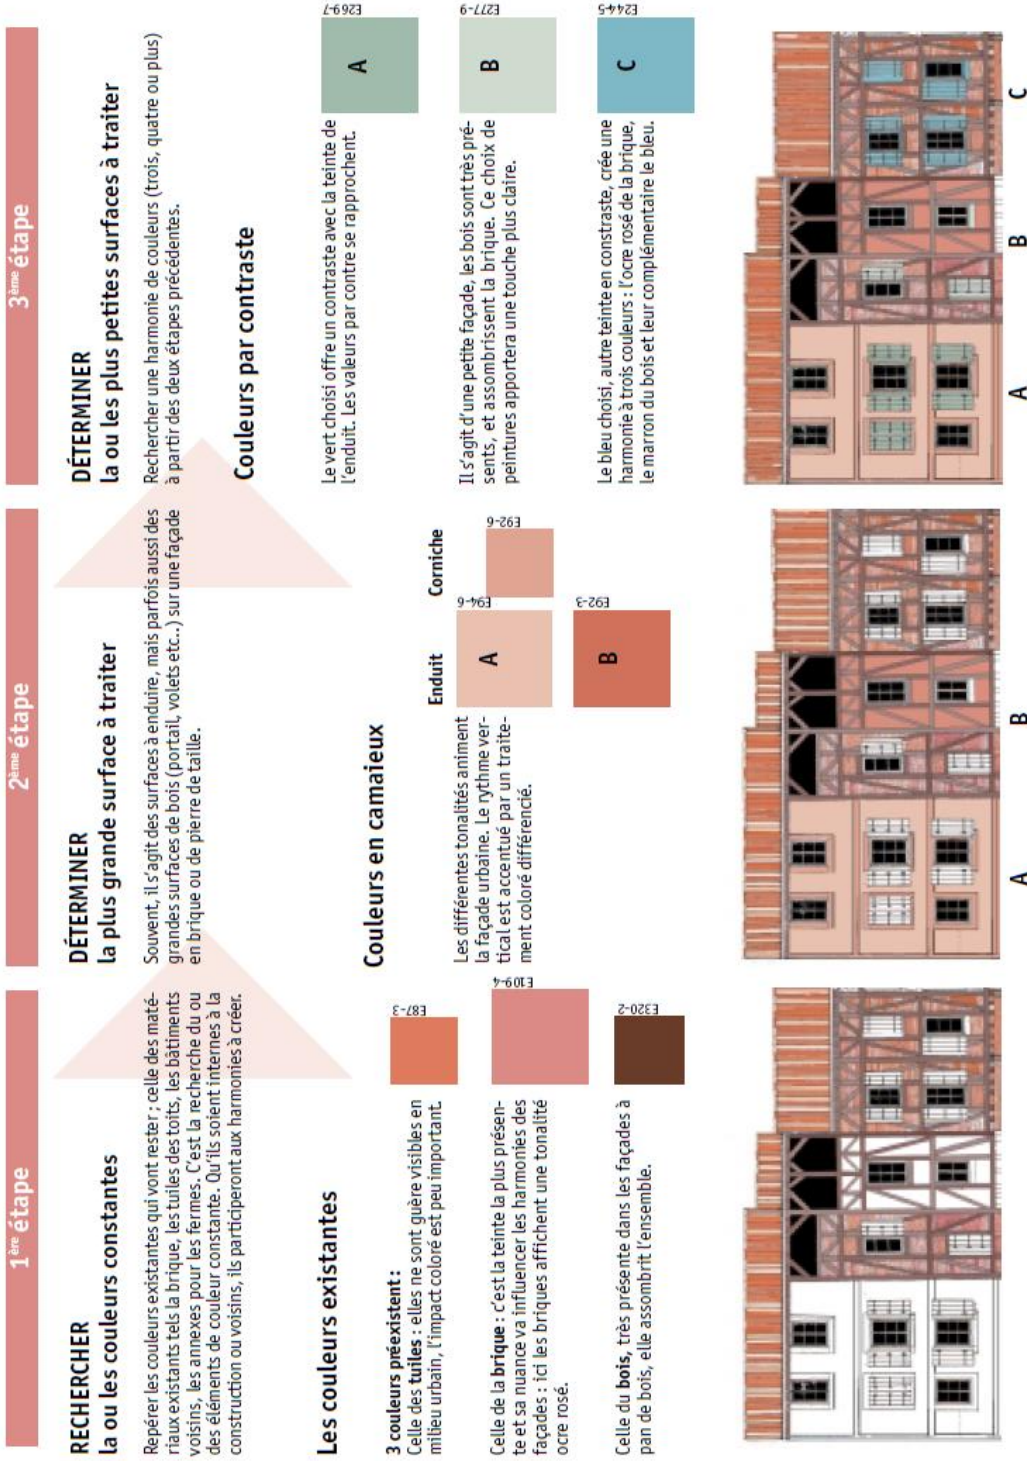 1ère étape
RECHERCHER
la ou les couleurs constantes
Repérer les couleurs existantes qui vont rester ; celle des maté-
riaux existants tels la brique, les tuiles des toits, les bâtiments
voisins, les annexes pour les fermes. C'est la recherche du ou
des éléments de couleur constante. Qu'ils soient internes à la
construction ou voisins, ils participeront aux harmonies à créer.
Les couleurs existantes
3 couleurs préexistent :
Celle des tuiles : elles ne sont guère visibles en
milieu urbain, l'impact coloré est peu important.
E87-3
Celle de la brique : c'est la teinte la plus présen-
te et sa nuance va influencer les harmonies des
façades : ici les briques affichent une tonalité
ocre rosé.
E109-4
Celle du bois, très présente dans les façades à
pan de bois, elle assombrit l'ensemble.
E320-2
2ème étape
DÉTERMINER
la plus grande surface à traiter
Souvent, il s'agit des surfaces à enduire, mais parfois aussi des
grandes surfaces de bois (portail, volets etc..) sur une façade
en brique ou de pierre de taille.
Couleurs en camaieux
Les différentes tonalités animent
la façade urbaine. Le rythme ver-
tical est accentué par un traite-
ment coloré différencié.
Enduit
Corniche
A
E94-6
E92-6
B
E92-3
A
B
3ème étape
DÉTERMINER
la ou les plus petites surfaces à traiter
Rechercher une harmonie de couleurs (trois, quatre ou plus)
à partir des deux étapes précédentes.
Couleurs par contraste
Le vert choisi offre un contraste avec la teinte de
l'enduit. Les valeurs par contre se rapprochent.
A
E269-7
Il s'agit d'une petite façade, les bois sont très pré-
sents, et assombrissent la brique. Ce choix de
peintures apportera une touche plus claire.
B
E277-9
Le bleu choisi, autre teinte en constraste, crée une
harmonie à trois couleurs : l'ocre rosé de la brique,
le marron du bois et leur complémentaire le bleu.
C
E244-5
A
B
C